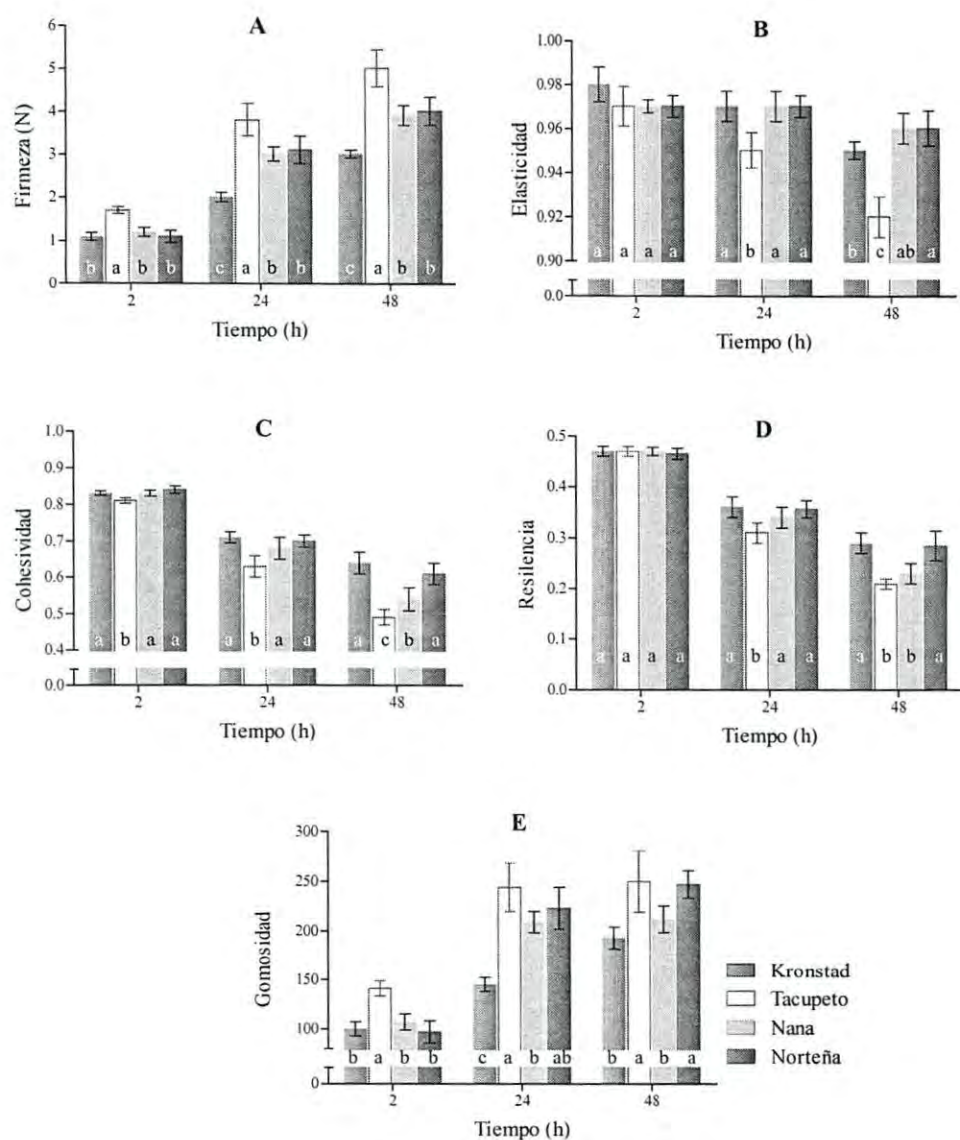 A
Firmeza (N)
6
5
4
3
2
1
0
b a b b
c a b b
c a b b
2 24 48
Tiempo (h)
B
Elasticidad
1.00
0.98
0.96
0.94
0.92
0.90
0.0
a a a a
a b a a
b c ab a
2 24 48
Tiempo (h)
C
Cohesividad
1.0
0.9
0.8
0.7
0.6
0.5
0.4
0.0
a b a a
a b a a
a c b a
2 24 48
Tiempo (h)
D
Resilencia
0.5
0.4
0.3
0.2
0.1
0.0
a a a a
a b a a
a b b a
2 24 48
Tiempo (h)
E
Gomosidad
300
250
200
150
100
0
b a b b
c a b ab
b a b a
2 24 48
Tiempo (h)
Kronstad
Tacupeto
Nana
Norteña